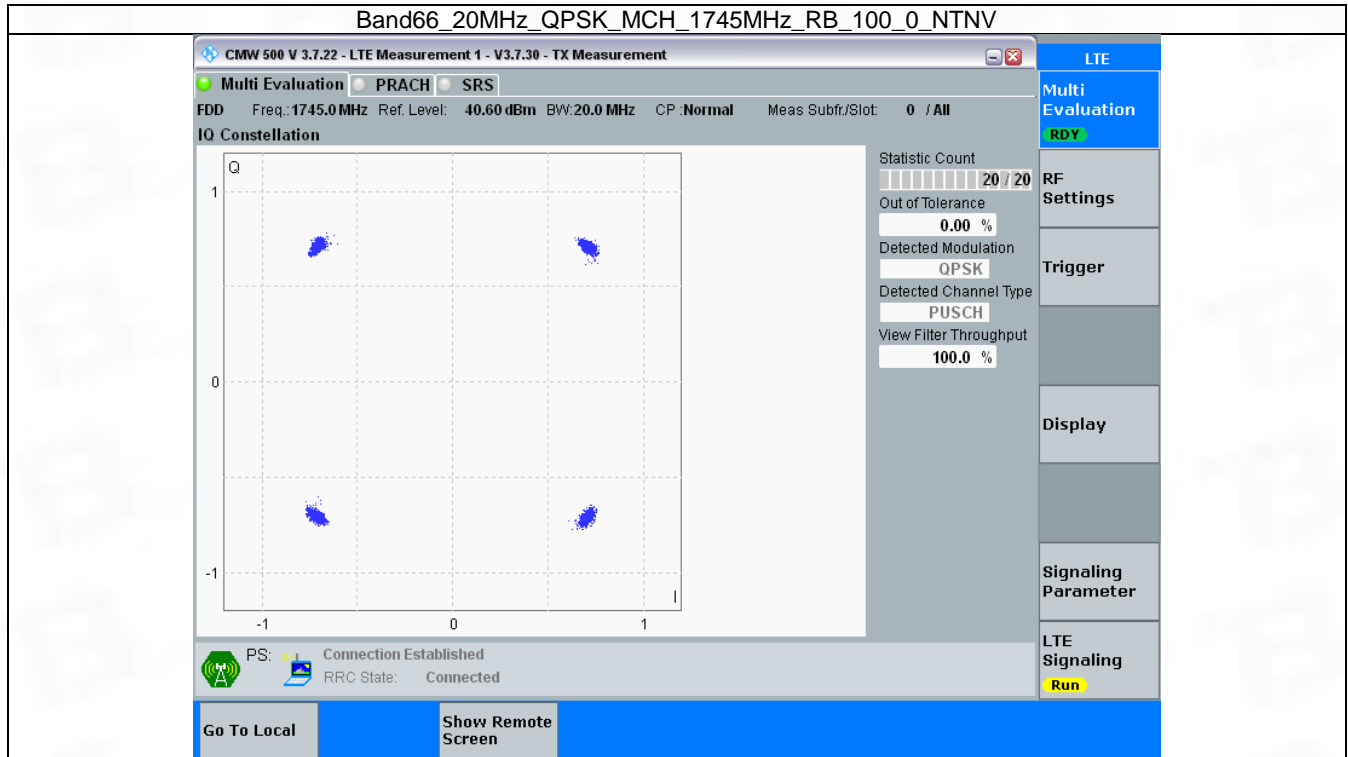 Band66_20MHz_QPSK_MCH_1745MHz_RB_100_0_NTNV
CMW 500 V 3.7.22 - LTE Measurement 1 - V3.7.30 - TX Measurement
LTE
Multi Evaluation PRACH SRS
FDD Freq.:1745.0 MHz Ref. Level: 40.60 dBm BW:20.0 MHz CP :Normal Meas Subfr./Slot: 0 / All
IQ Constellation
Q
1
0
-1
I
-1 0 1
Statistic Count
20 / 20
Out of Tolerance
0.00 %
Detected Modulation
QPSK
Detected Channel Type
PUSCH
View Filter Throughput
100.0 %
Multi
Evaluation
RDY
RF
Settings
Trigger
Display
Signaling
Parameter
LTE
Signaling
Run
PS: Connection Established
RRC State: Connected
Go To Local
Show Remote
Screen